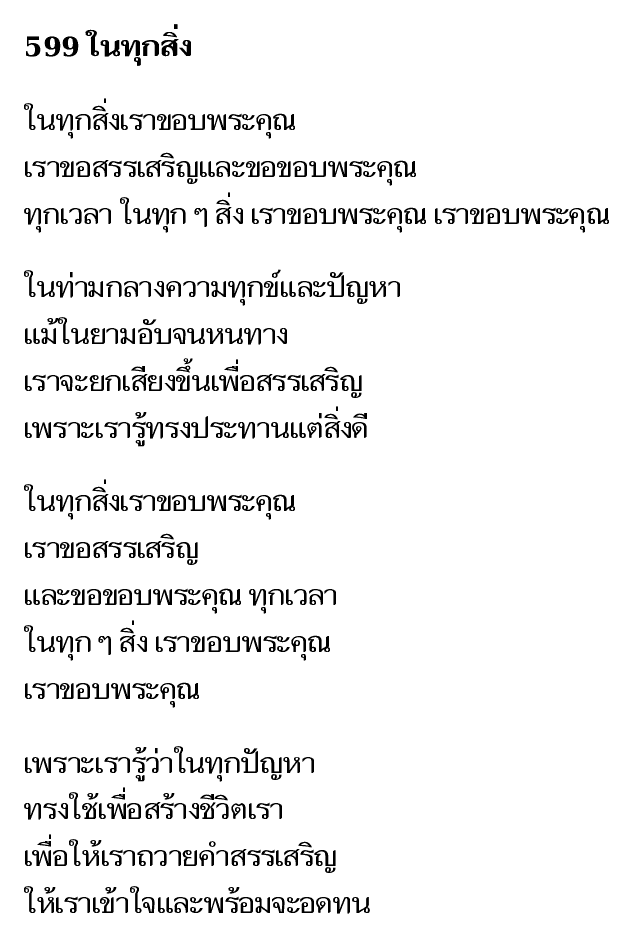 599 ในทุกสิ่ง
ในทุกสิ่งเราขอบพระคุณ
เราขอสรรเสริญและขอขอบพระคุณ
ทุกเวลา ในทุก ๆ สิ่ง เราขอบพระคุณ เราขอบพระคุณ
ในท่ามกลางความทุกข์และปัญหา
แม้ในยามอับจนหนทาง
เราจะยกเสียงขึ้นเพื่อสรรเสริญ
เพราะเรารู้ทรงประทานแต่สิ่งดี
ในทุกสิ่งเราขอบพระคุณ
เราขอสรรเสริญ
และขอขอบพระคุณ ทุกเวลา
ในทุก ๆ สิ่ง เราขอบพระคุณ
เราขอบพระคุณ
เพราะเรารู้ว่าในทุกปัญหา
ทรงใช้เพื่อสร้างชีวิตเรา
เพื่อให้เราถวายคำสรรเสริญ
ให้เราเข้าใจและพร้อมจะอดทน